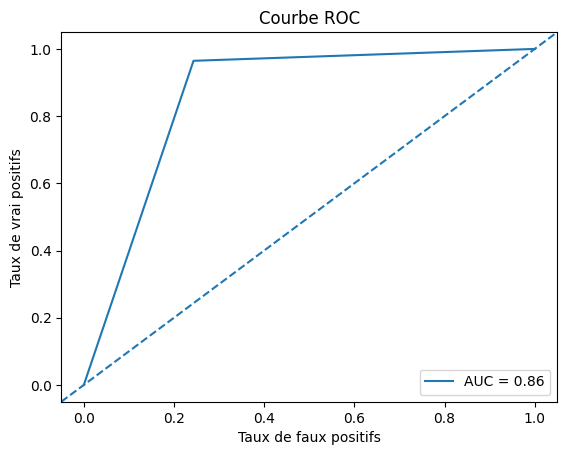 Courbe ROC
Taux de vrai positifs
1.0
0.8
0.6
0.4
0.2
0.0
AUC = 0.86
0.0 0.2 0.4 0.6 0.8 1.0
Taux de faux positifs